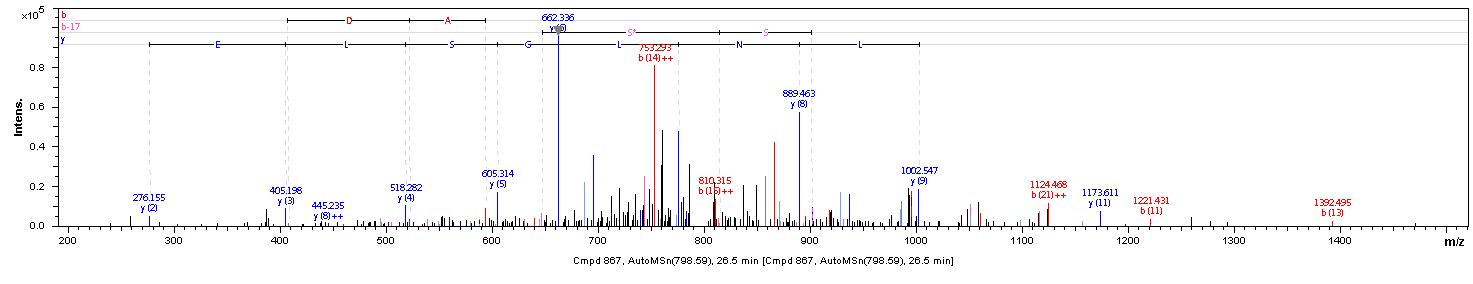 ×10⁵
b
b-17
y
D A
S* S
E L S G L N L
662.336
753.293
b (14)++
889.463
y (8)
276.155
y (2)
405.198
y (3)
445.235
y (8)++
518.282
y (4)
605.314
y (5)
810.315
1002.547
y (9)
1124.468
b (21)++
1173.611
y (11)
1221.431
b (11)
1392.495
b (13)
Intens.
0.8
0.6
0.4
0.2
0.0
200 300 400 500 600 700 800 900 1000 1100 1200 1300 1400 m/z
Cmpd 867, AutoMSn(798.59), 26.5 min [Cmpd 867, AutoMSn(798.59), 26.5 min]